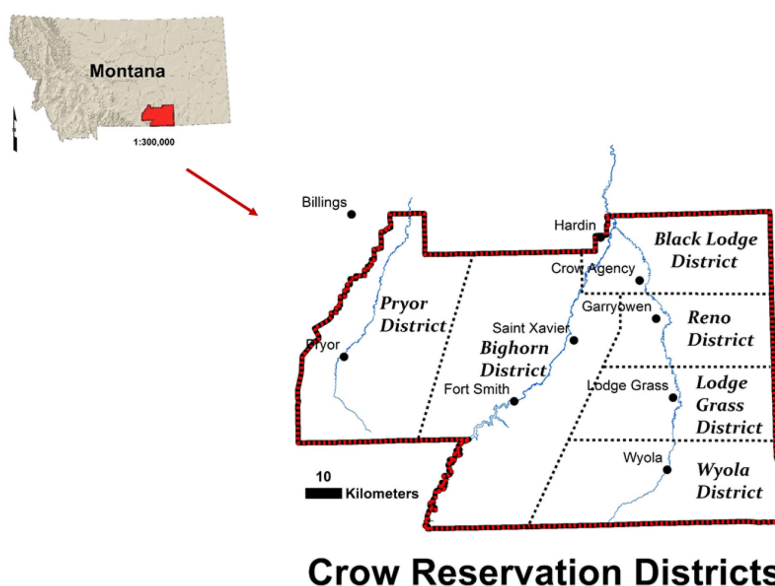 Montana
1:300,000
Billings
Hardin
Black Lodge
District
Crow Agency
Pryor
District
Garryowen
Reno
District
Saint Xavier
Bighorn
District
Pryor
Fort Smith
Lodge Grass
Lodge
Grass
District
Wyola
Wyola
District
10
Kilometers
Crow Reservation Districts